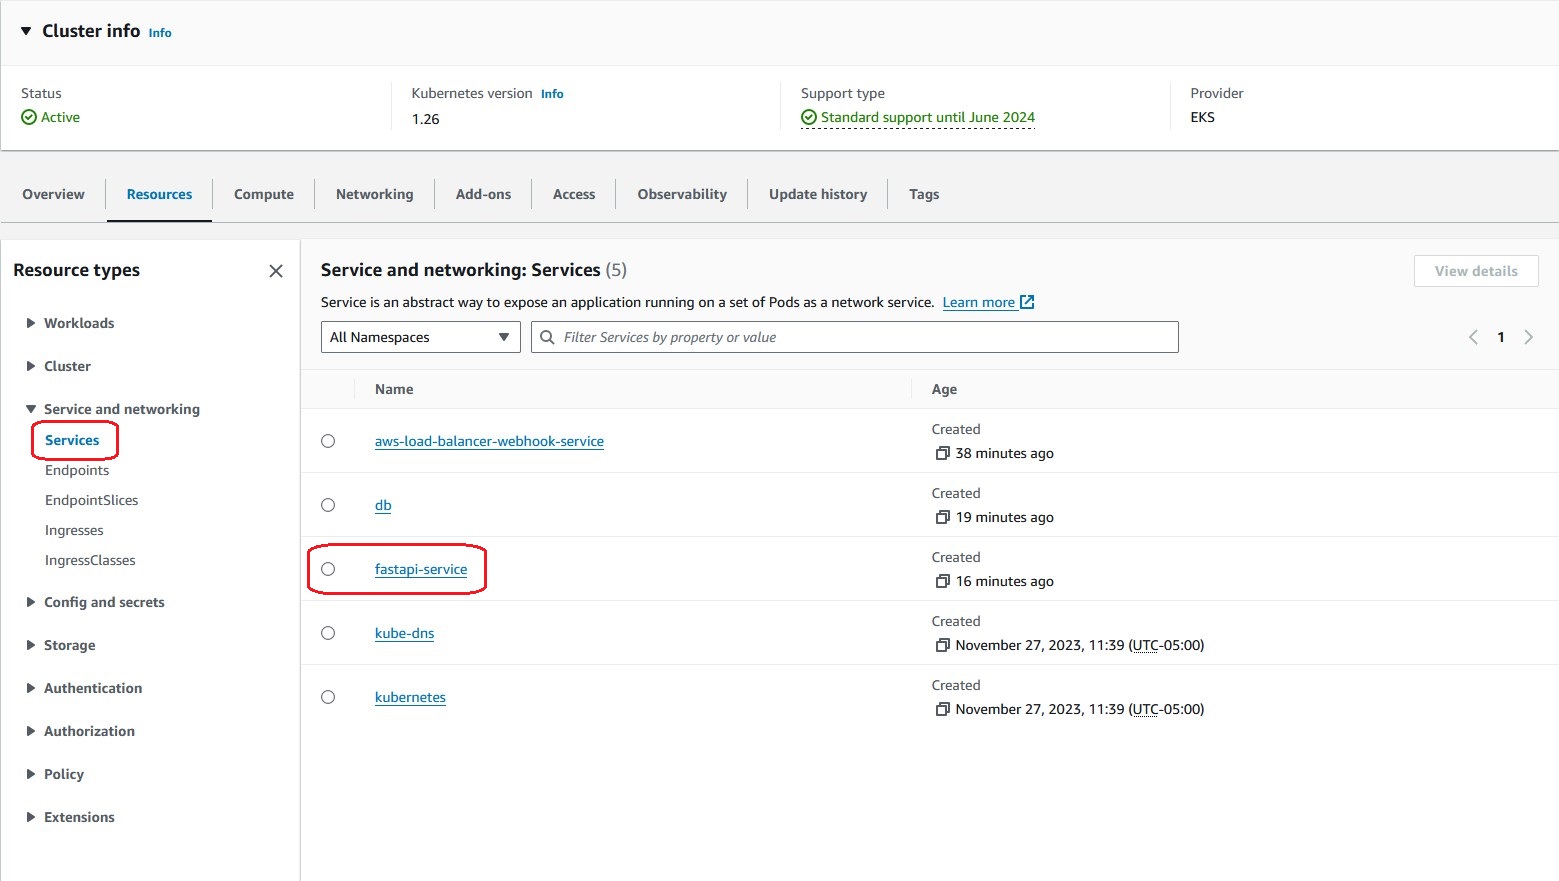 Cluster info Info
Status
Active
Kubernetes version Info
1.26
Support type
Standard support until June 2024
Provider
EKS
Overview
Resources
Compute
Networking
Add-ons
Access
Observability
Update history
Tags
Resource types
Workloads
Cluster
Service and networking
Services
Endpoints
EndpointSlices
Ingresses
IngressClasses
Config and secrets
Storage
Authentication
Authorization
Policy
Extensions
Service and networking: Services (5)
View details
Service is an abstract way to expose an application running on a set of Pods as a network service. Learn more
All Namespaces
Filter Services by property or value
1
Name
Age
aws-load-balancer-webhook-service
Created
38 minutes ago
db
Created
19 minutes ago
fastapi-service
Created
16 minutes ago
kube-dns
Created
November 27, 2023, 11:39 (UTC-05:00)
kubernetes
Created
November 27, 2023, 11:39 (UTC-05:00)